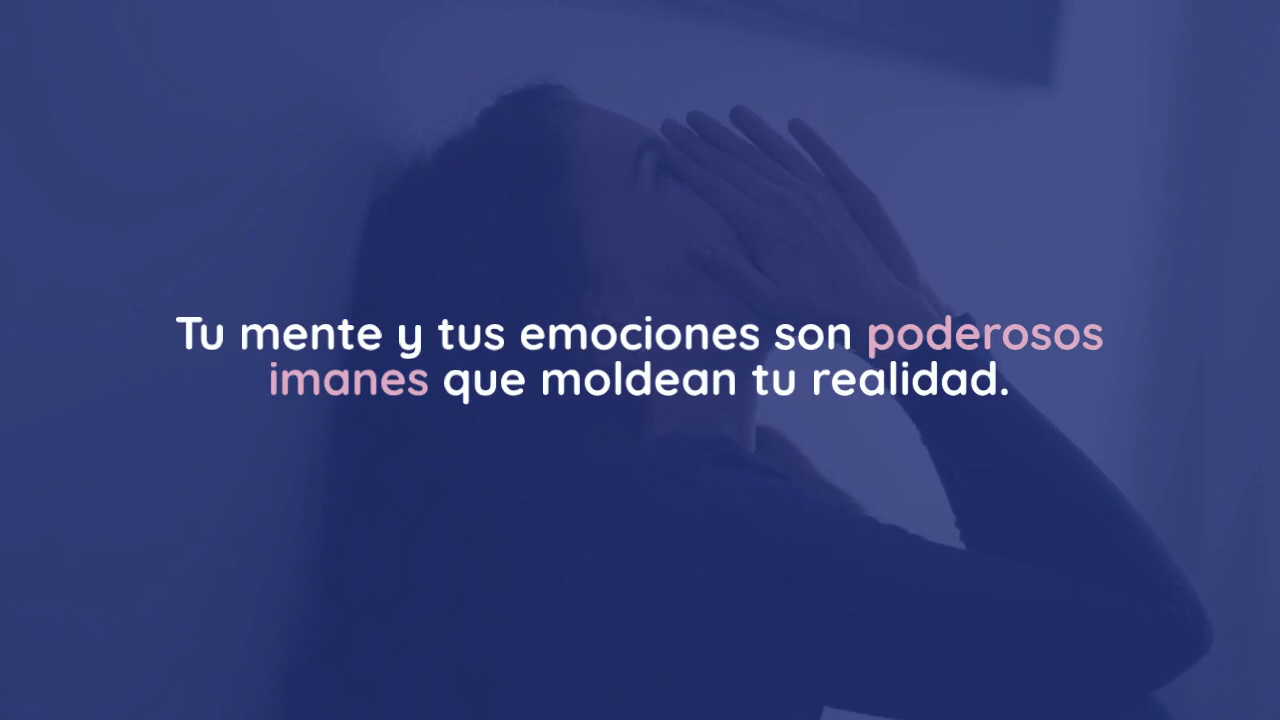 Tu mente y tus emociones son poderosos
imanes que moldean tu realidad.